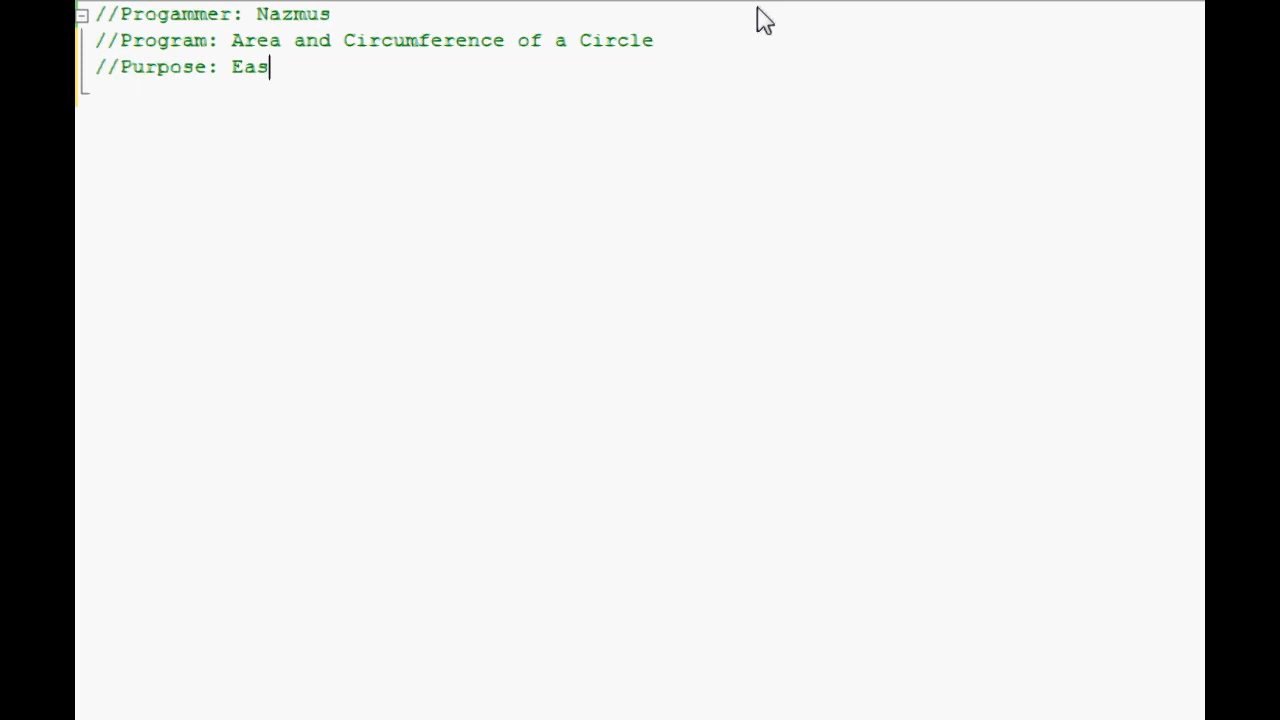 //Progammer: Nazmus
//Program: Area and Circumference of a Circle
//Purpose: Eas